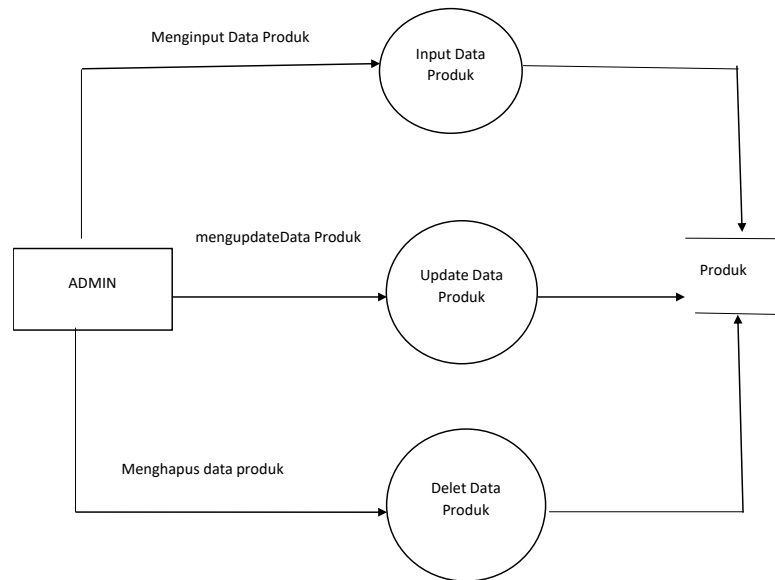 Menginput Data Produk
Input Data
Produk
mengupdateData Produk
ADMIN
Update Data
Produk
Produk
Menghapus data produk
Delet Data
Produk